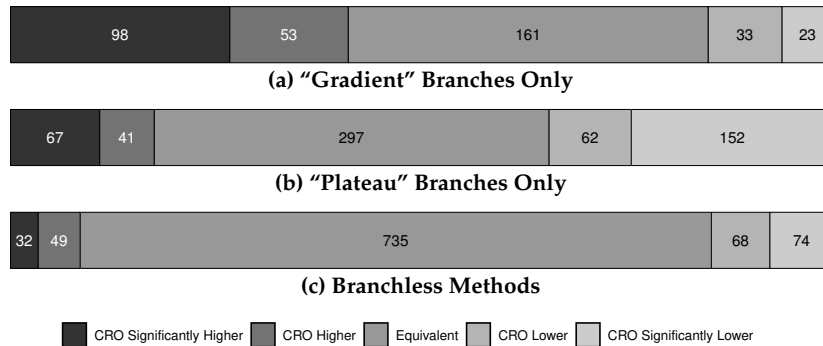 98 53 161 33 23
(a) “Gradient” Branches Only
67 41 297 62 152
(b) “Plateau” Branches Only
32 49 735 68 74
(c) Branchless Methods
CRO Significantly Higher CRO Higher Equivalent CRO Lower CRO Significantly Lower